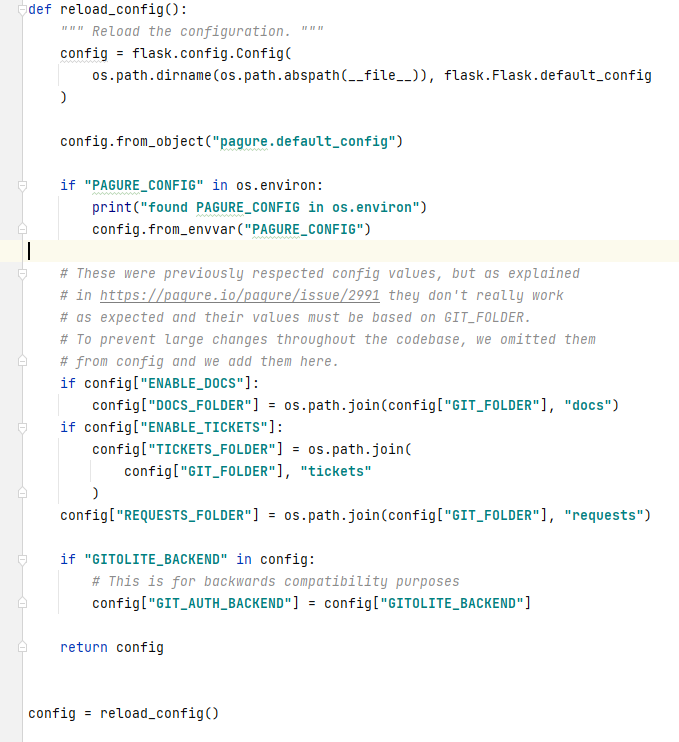 def reload_config():
    """ Reload the configuration. """
    config = flask.config.Config(
        os.path.dirname(os.path.abspath(__file__)), flask.Flask.default_config
    )

    config.from_object("pagure.default_config")

    if "PAGURE_CONFIG" in os.environ:
        print("found PAGURE_CONFIG in os.environ")
        config.from_envvar("PAGURE_CONFIG")

    # These were previously respected config values, but as explained
    # in https://pagure.io/pagure/issue/2991 they don't really work
    # as expected and their values must be based on GIT_FOLDER.
    # To prevent large changes throughout the codebase, we omitted them
    # from config and we add them here.
    if config["ENABLE_DOCS"]:
        config["DOCS_FOLDER"] = os.path.join(config["GIT_FOLDER"], "docs")
    if config["ENABLE_TICKETS"]:
        config["TICKETS_FOLDER"] = os.path.join(
            config["GIT_FOLDER"], "tickets"
        )
    config["REQUESTS_FOLDER"] = os.path.join(config["GIT_FOLDER"], "requests")

    if "GITOLITE_BACKEND" in config:
        # This is for backwards compatibility purposes
        config["GIT_AUTH_BACKEND"] = config["GITOLITE_BACKEND"]

    return config


config = reload_config()